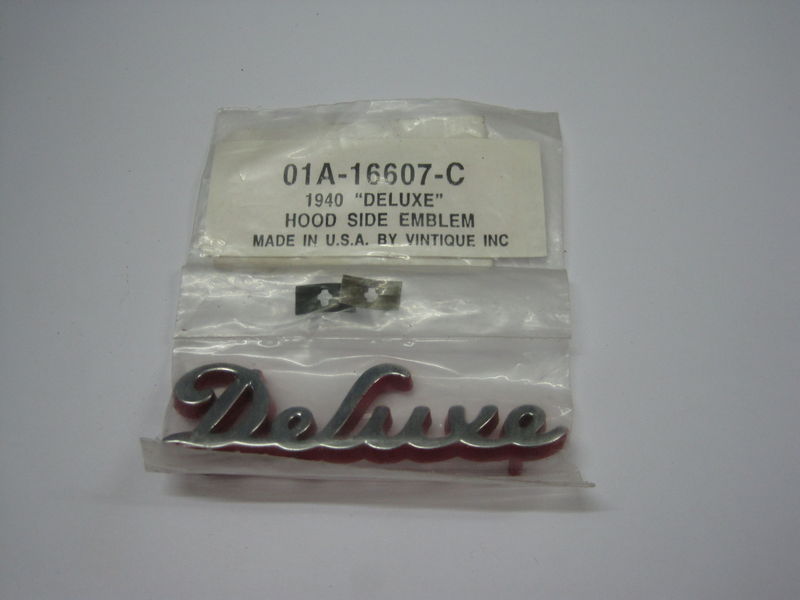 01A-16607-C
1940 "DELUXE"
HOOD SIDE EMBLEM
MADE IN U.S.A. BY VINTIQUE INC
Deluxe